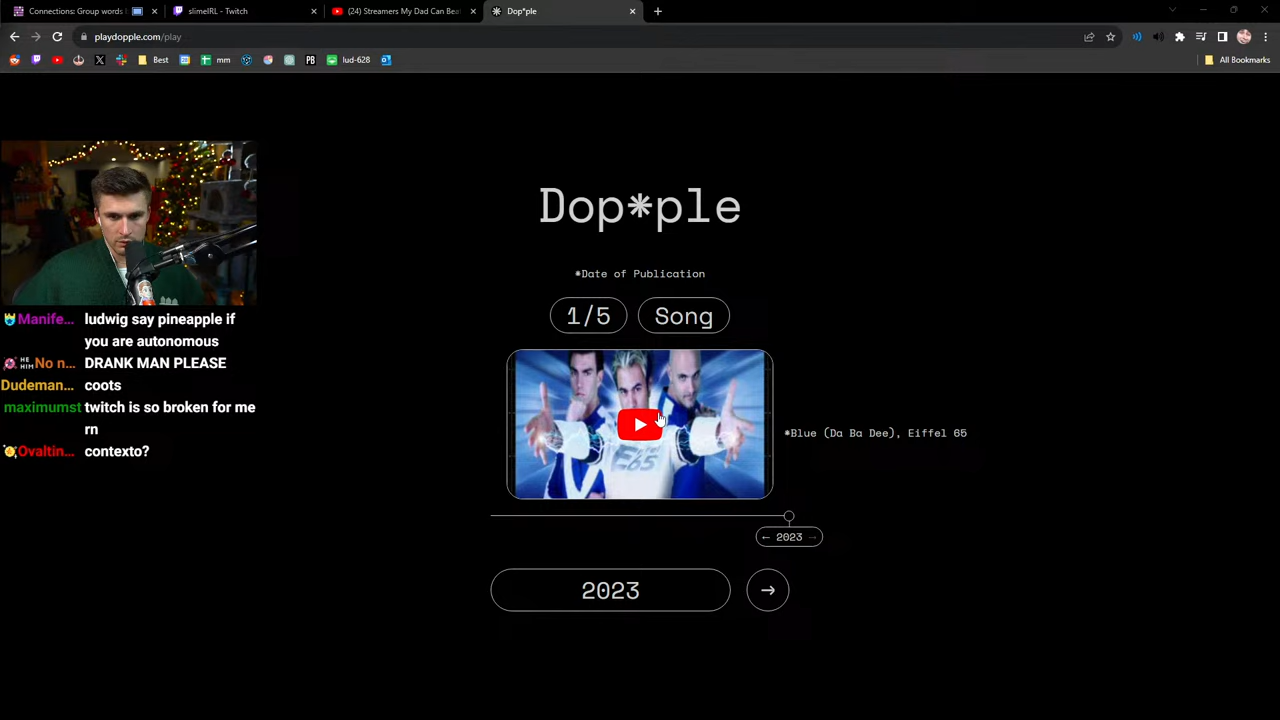 Connections: Group words
slimeIRL - Twitch
(24) Streamers My Dad Can Bea
Dop*ple
playdopple.com/play
Best
mm
PB
lud-628
All Bookmarks
Dop*ple
*Date of Publication
1/5
Song
E65
*Blue (Da Ba Dee), Eiffel 65
← 2023 →
2023
→
Manife... ludwig say pineapple if
you are autonomous
HE HIM No n... DRANK MAN PLEASE
Dudeman... coots
maximumst twitch is so broken for me
rn
Ovaltin... contexto?